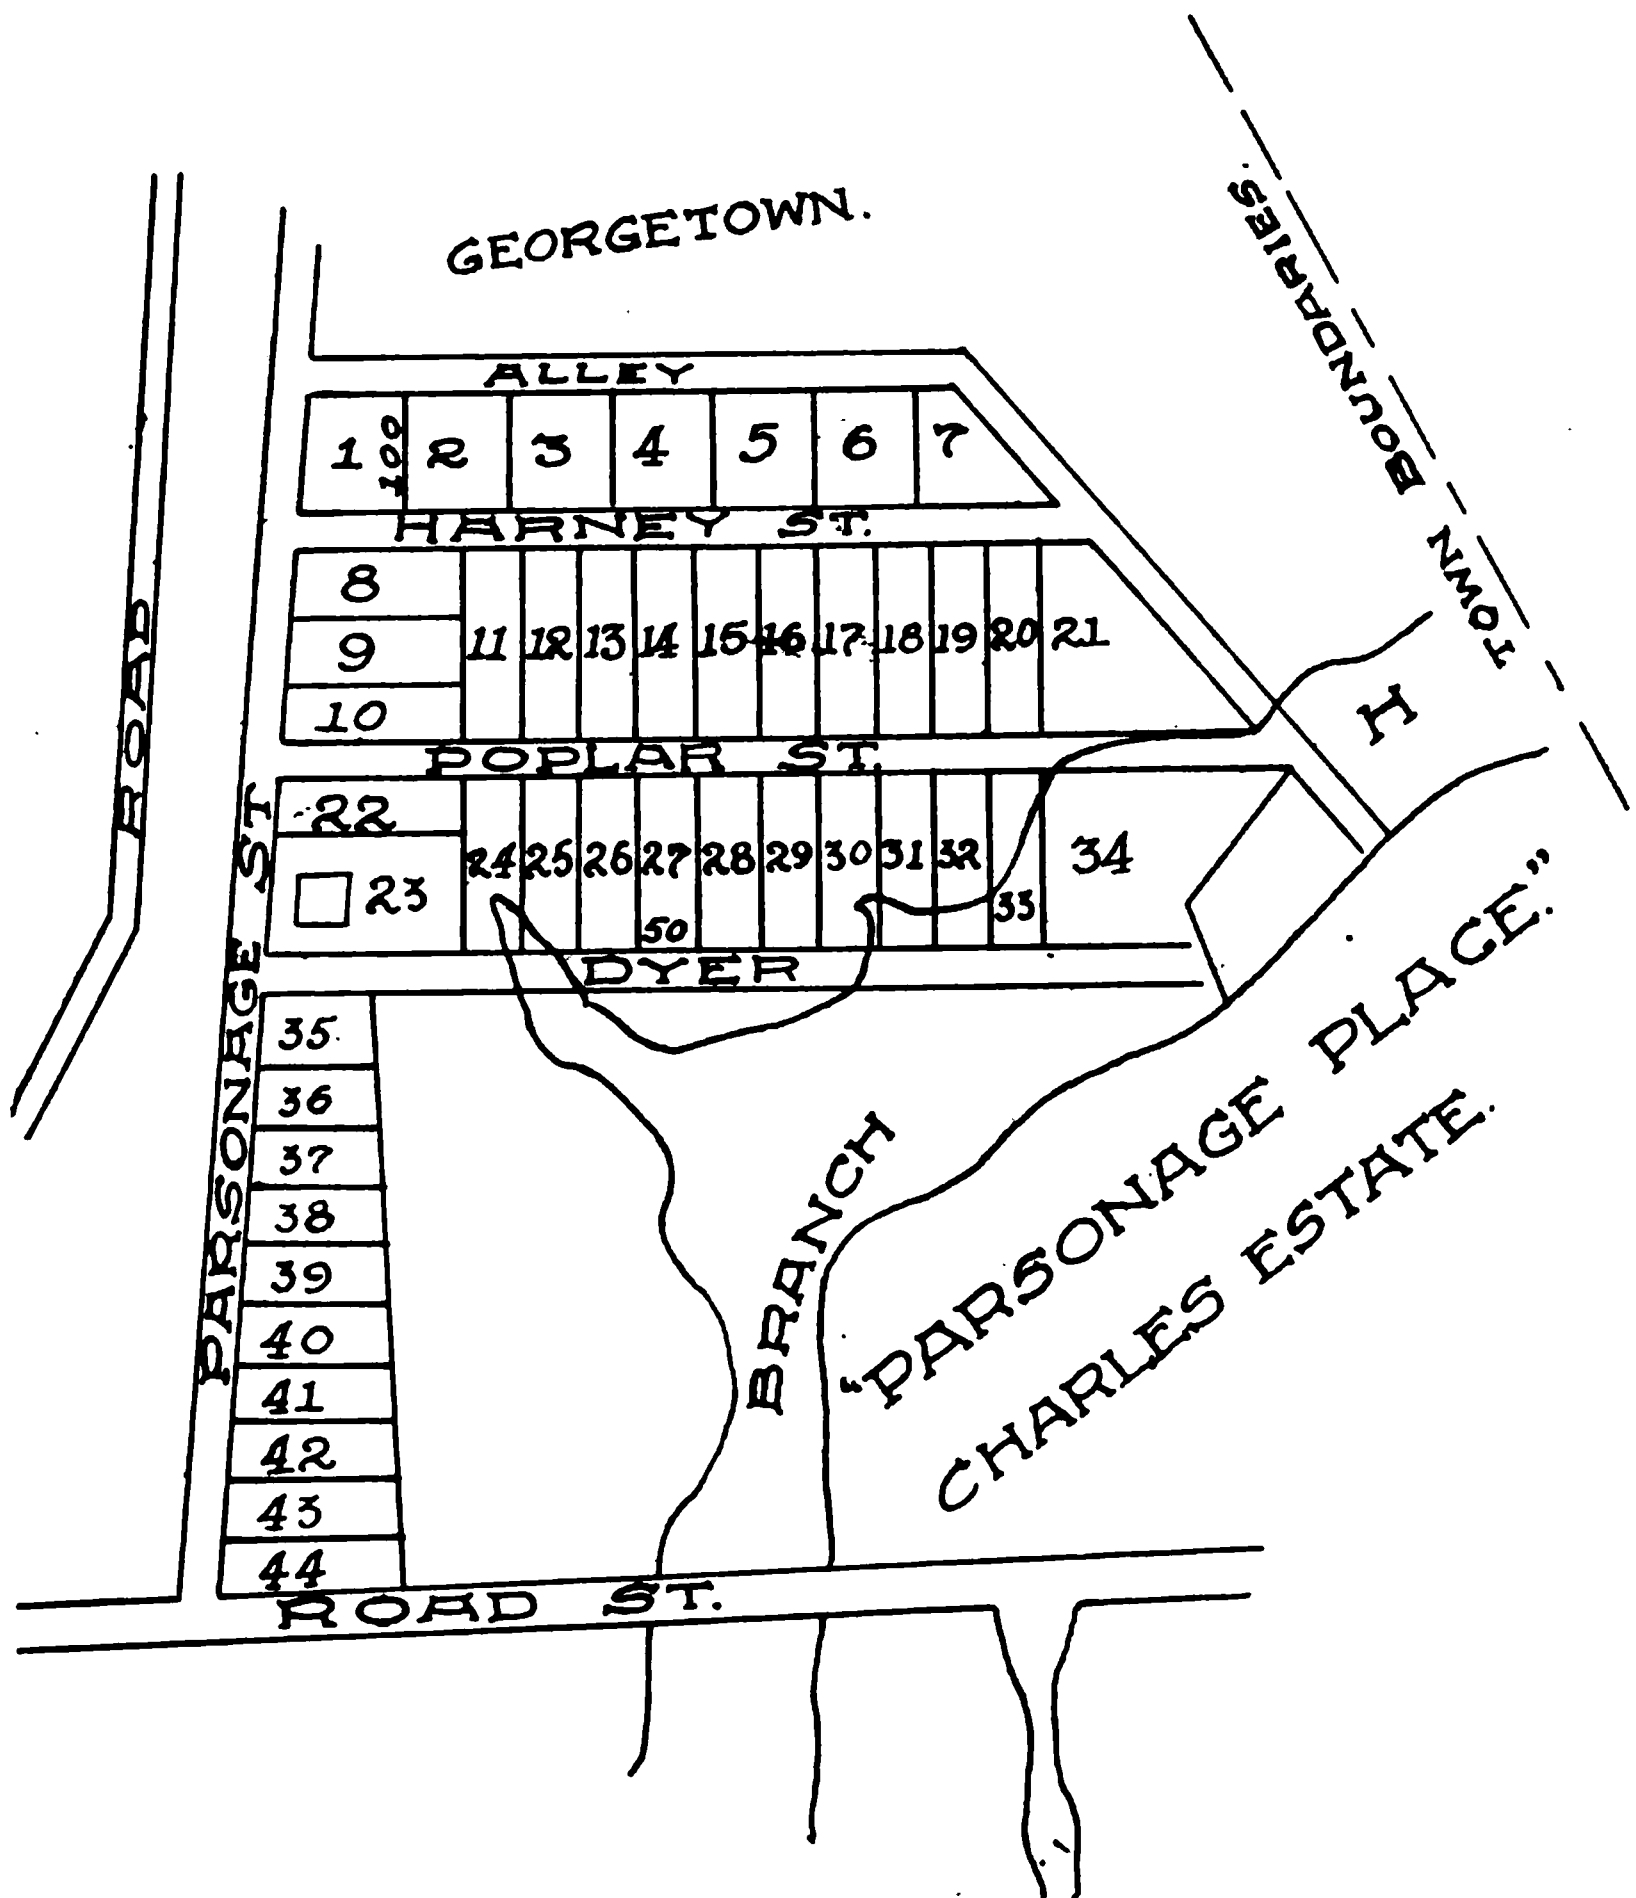 GEORGETOWN.
TOWN BOUNDARIES.
ALLEY
1 100 2 3 4 5 6 7
HARNEY ST.
8
9
10
11 12 13 14 15 16 17 18 19 20 21
POPLAR ST.
22
23
24 25 26 27 28 29 30 31 32 33 34
50
DYER
ROAD
PARSONAGE ST
35
36
37
38
39
40
41
42
43
44
H
BRANCH
"PARSONAGE PLAGE."
CHARLES ESTATE.
ROAD ST.